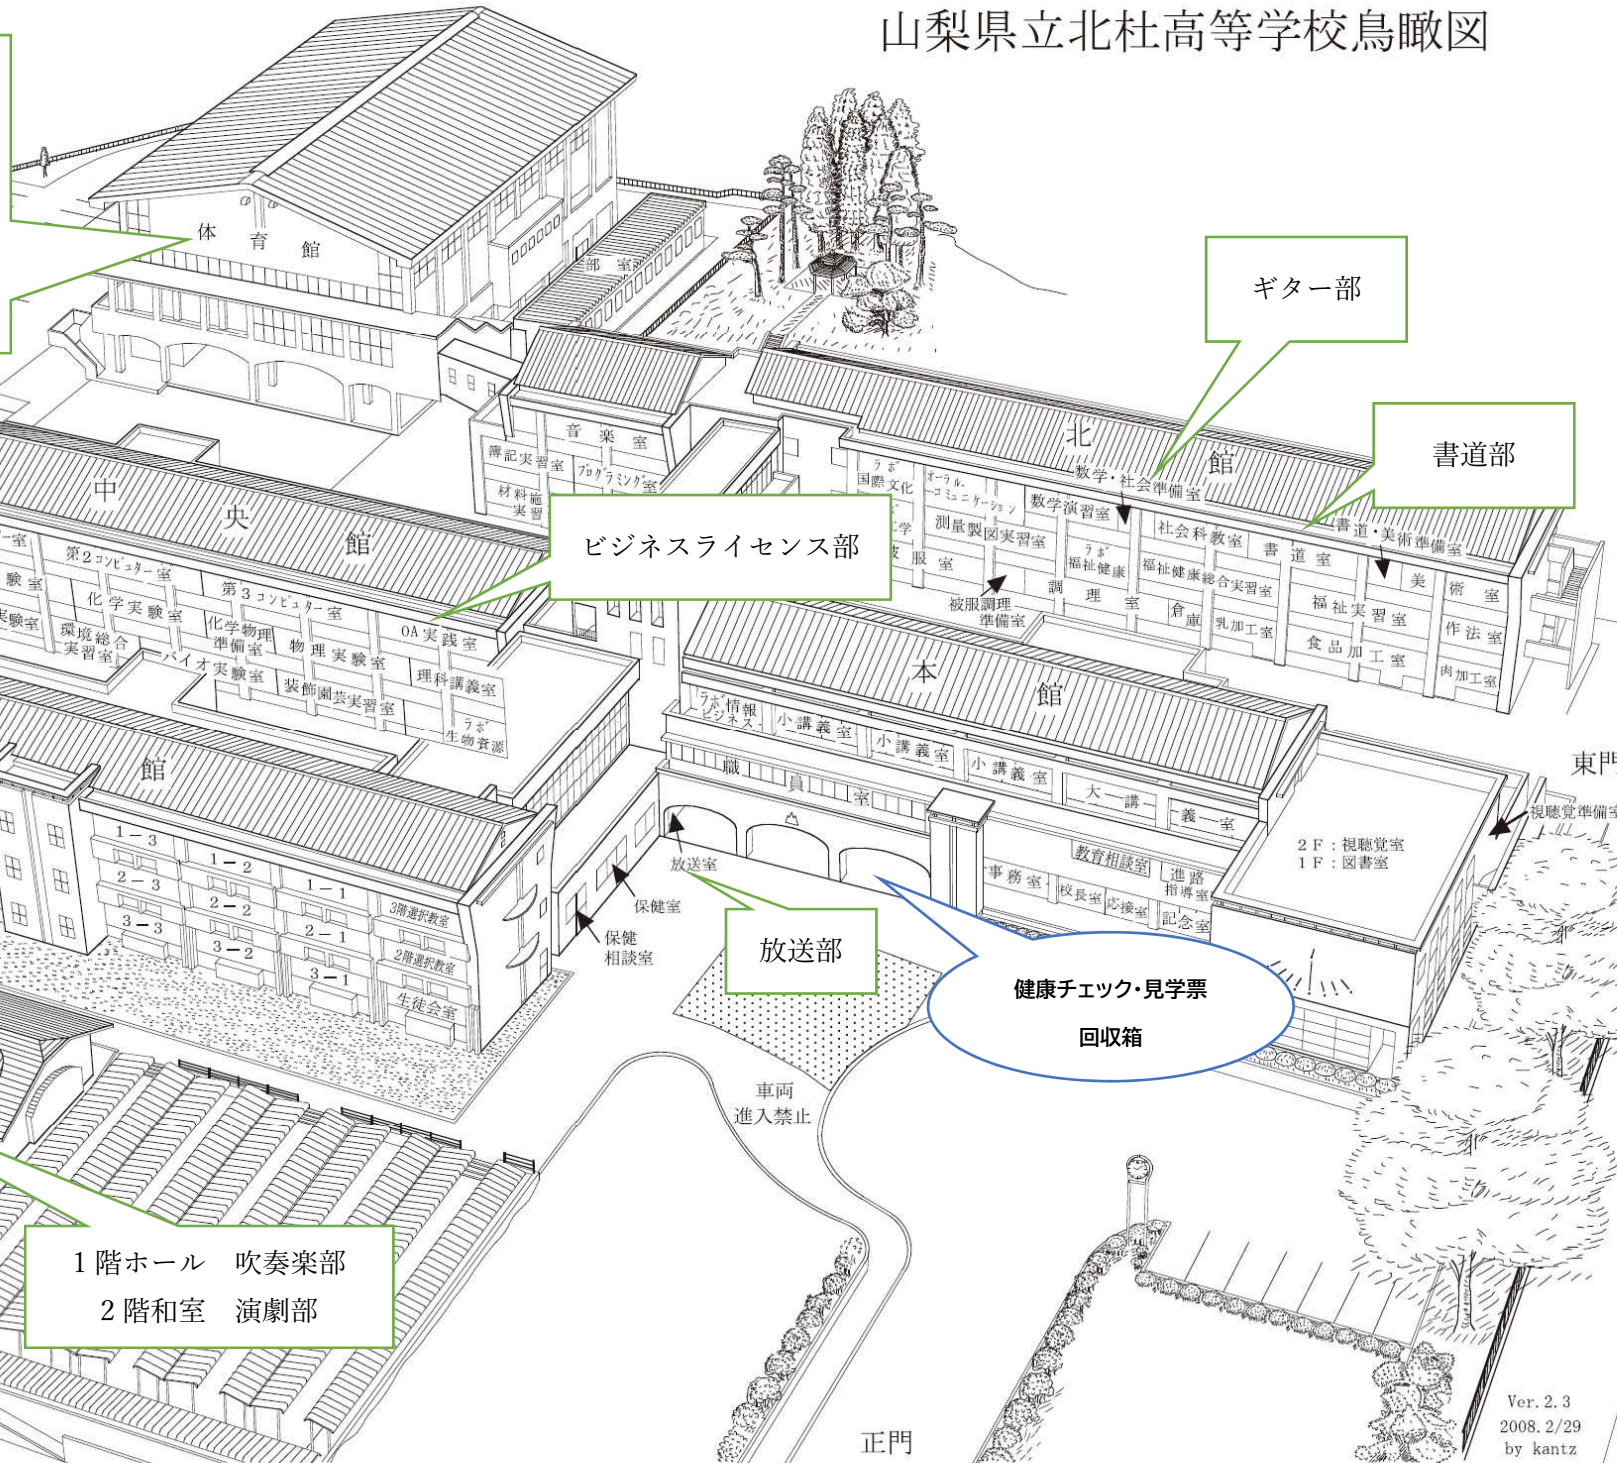 山梨県立北杜高等学校鳥瞰図
体育館
部室
ギター部
書道部
北館
音楽室
簿記実習室
プログラミング室
材料施
実習
ビジネスライセンス部
ラボ
国際文化
オーラル・
コミュニケーション
数学演習室
数学・社会準備室
社会科教室
書道室
書道・美術準備室
美術室
測量製図実習室
ラボ
福祉健康
福祉健康総合実習室
福祉実習室
作法室
服室
被服調理
準備室
調理室
倉庫
乳加工室
食品加工室
肉加工室
中央館
第2コンピュター室
第3コンピュター室
OA実践室
験室
化学実験室
化学物理
準備室
物理実験室
理科講義室
環境総合
実習室
バイオ実験室
装飾園芸実習室
ラボ
生物資源
本館
ラボ情報
ビジネス
小講義室
小講義室
小講義室
大一講義一室
職員室
東門
視聴覚準備室
2F:視聴覚室
1F:図書室
教育相談室
進路
指導室
事務室
校長室
応接室
記念室
放送室
保健室
保健
相談室
放送部
健康チェック・見学票
回収箱
館
1-3
1-2
1-1
3階選択教室
2-3
2-2
2-1
2階選択教室
3-3
3-2
3-1
生徒会室
車両
進入禁止
1階ホール 吹奏楽部
2階和室 演劇部
正門
Ver.2.3
2008.2/29
by kantz